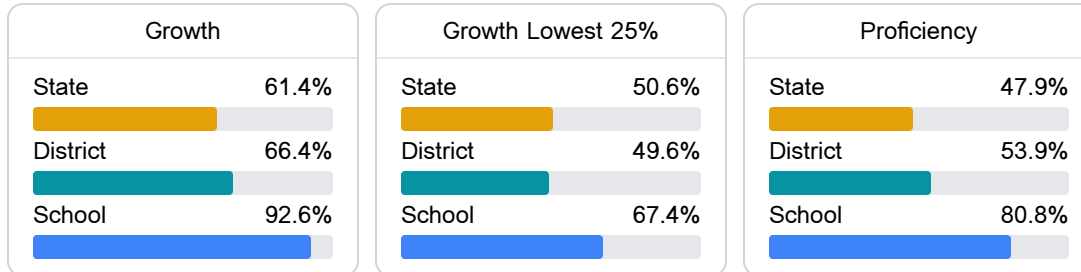 Growth
State 61.4%
District 66.4%
School 92.6%
Growth Lowest 25%
State 50.6%
District 49.6%
School 67.4%
Proficiency
State 47.9%
District 53.9%
School 80.8%